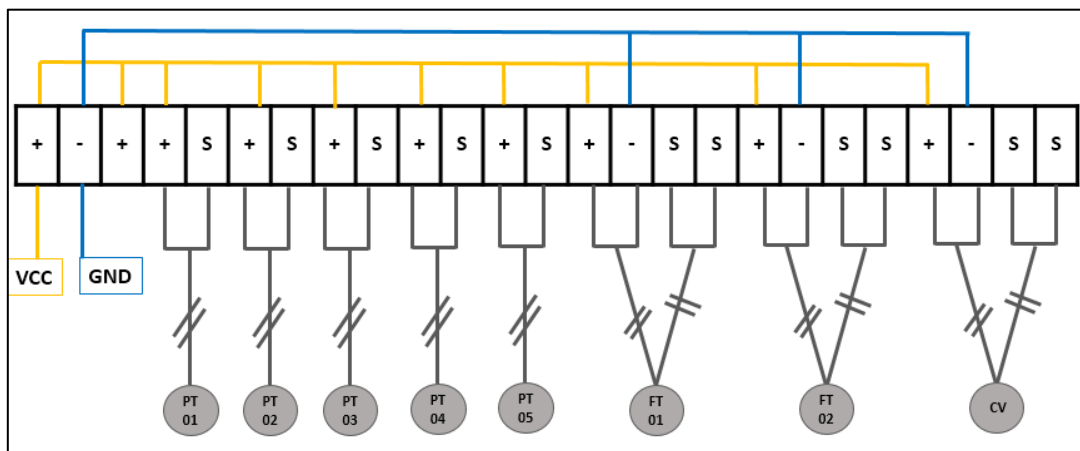 + - + + S + S + S + S + S + - S S + - S S + - S S
VCC GND
PT 01
PT 02
PT 03
PT 04
PT 05
FT 01
FT 02
CV